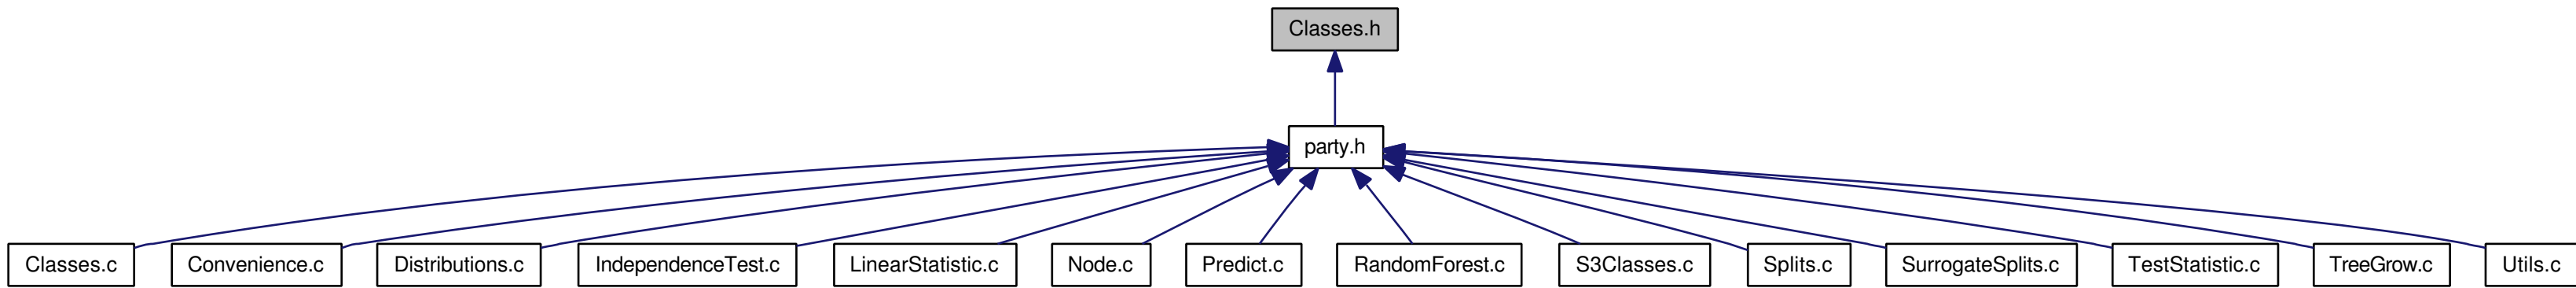 Classes.h
party.h
Classes.c
Convenience.c
Distributions.c
IndependenceTest.c
LinearStatistic.c
Node.c
Predict.c
RandomForest.c
S3Classes.c
Splits.c
SurrogateSplits.c
TestStatistic.c
TreeGrow.c
Utils.c